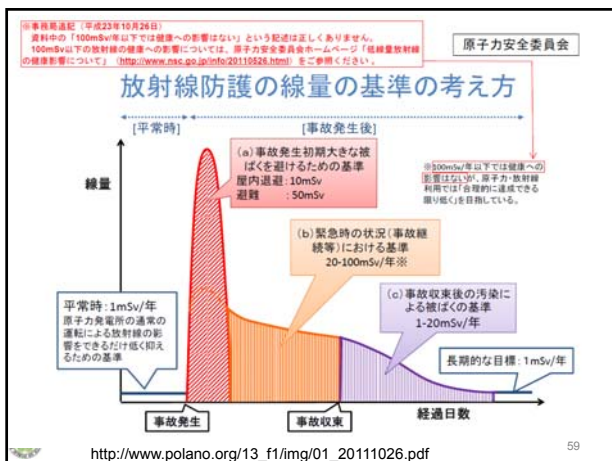 ※事務局追記（平成23年10月26日）
資料中の「100mSv/年以下では健康への影響はない」という記述は正しくありません。
100mSv以下の放射線の健康への影響については、原子力安全委員会ホームページ「低線量放射線
の健康影響について」（http://www.nsc.go.jp/info/20110526.html）をご参照ください。
原子力安全委員会
放射線防護の線量の基準の考え方
[平常時]
[事故発生後]
線量
(a)事故発生初期大きな被
ばくを避けるための基準
屋内退避：10mSv
避難　　：50mSv
※100mSv/年以下では健康への
影響はないが、原子力・放射線
利用では「合理的に達成できる
限り低く」を目指している。
(b)緊急時の状況(事故継
続等)における基準
20-100mSv/年※
平常時：1mSv/年
原子力発電所の通常の
運転による放射線の影
響をできるだけ低く抑え
るための基準
(c)事故収束後の汚染に
よる被ばくの基準
1-20mSv/年
長期的な目標：1mSv/年
事故発生
事故収束
経過日数
http://www.polano.org/13_f1/img/01_20111026.pdf
59